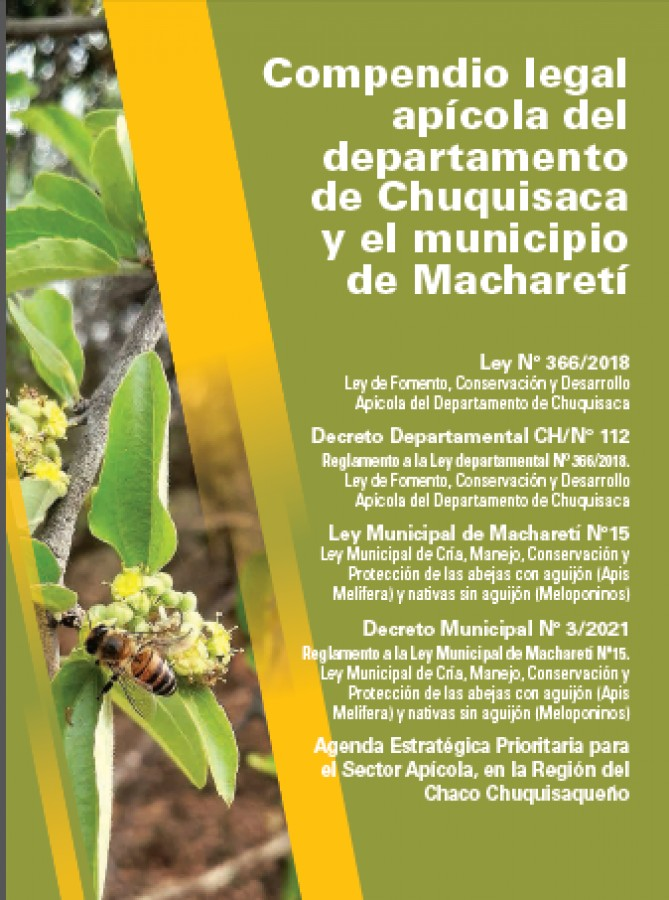 Compendio legal
apícola del
departamento
de Chuquisaca
y el municipio
de Macharetí
Ley N° 366/2018
Ley de Fomento, Conservación y Desarrollo
Apícola del Departamento de Chuquisaca
Decreto Departamental CH/N° 112
Reglamento a la Ley departamental N° 366/2018.
Ley de Fomento, Conservación y Desarrollo
Apícola del Departamento de Chuquisaca
Ley Municipal de Macharetí N°15
Ley Municipal de Cría, Manejo, Conservación y
Protección de las abejas con aguijón (Apis
Melífera) y nativas sin aguijón (Meloponinos)
Decreto Municipal N° 3/2021
Reglamento a la Ley Municipal de Macharetí N°15.
Ley Municipal de Cría, Manejo, Conservación y
Protección de las abejas con aguijón (Apis
Melífera) y nativas sin aguijón (Meloponinos)
Agenda Estratégica Prioritaria para
el Sector Apícola, en la Región del
Chaco Chuquisaqueño